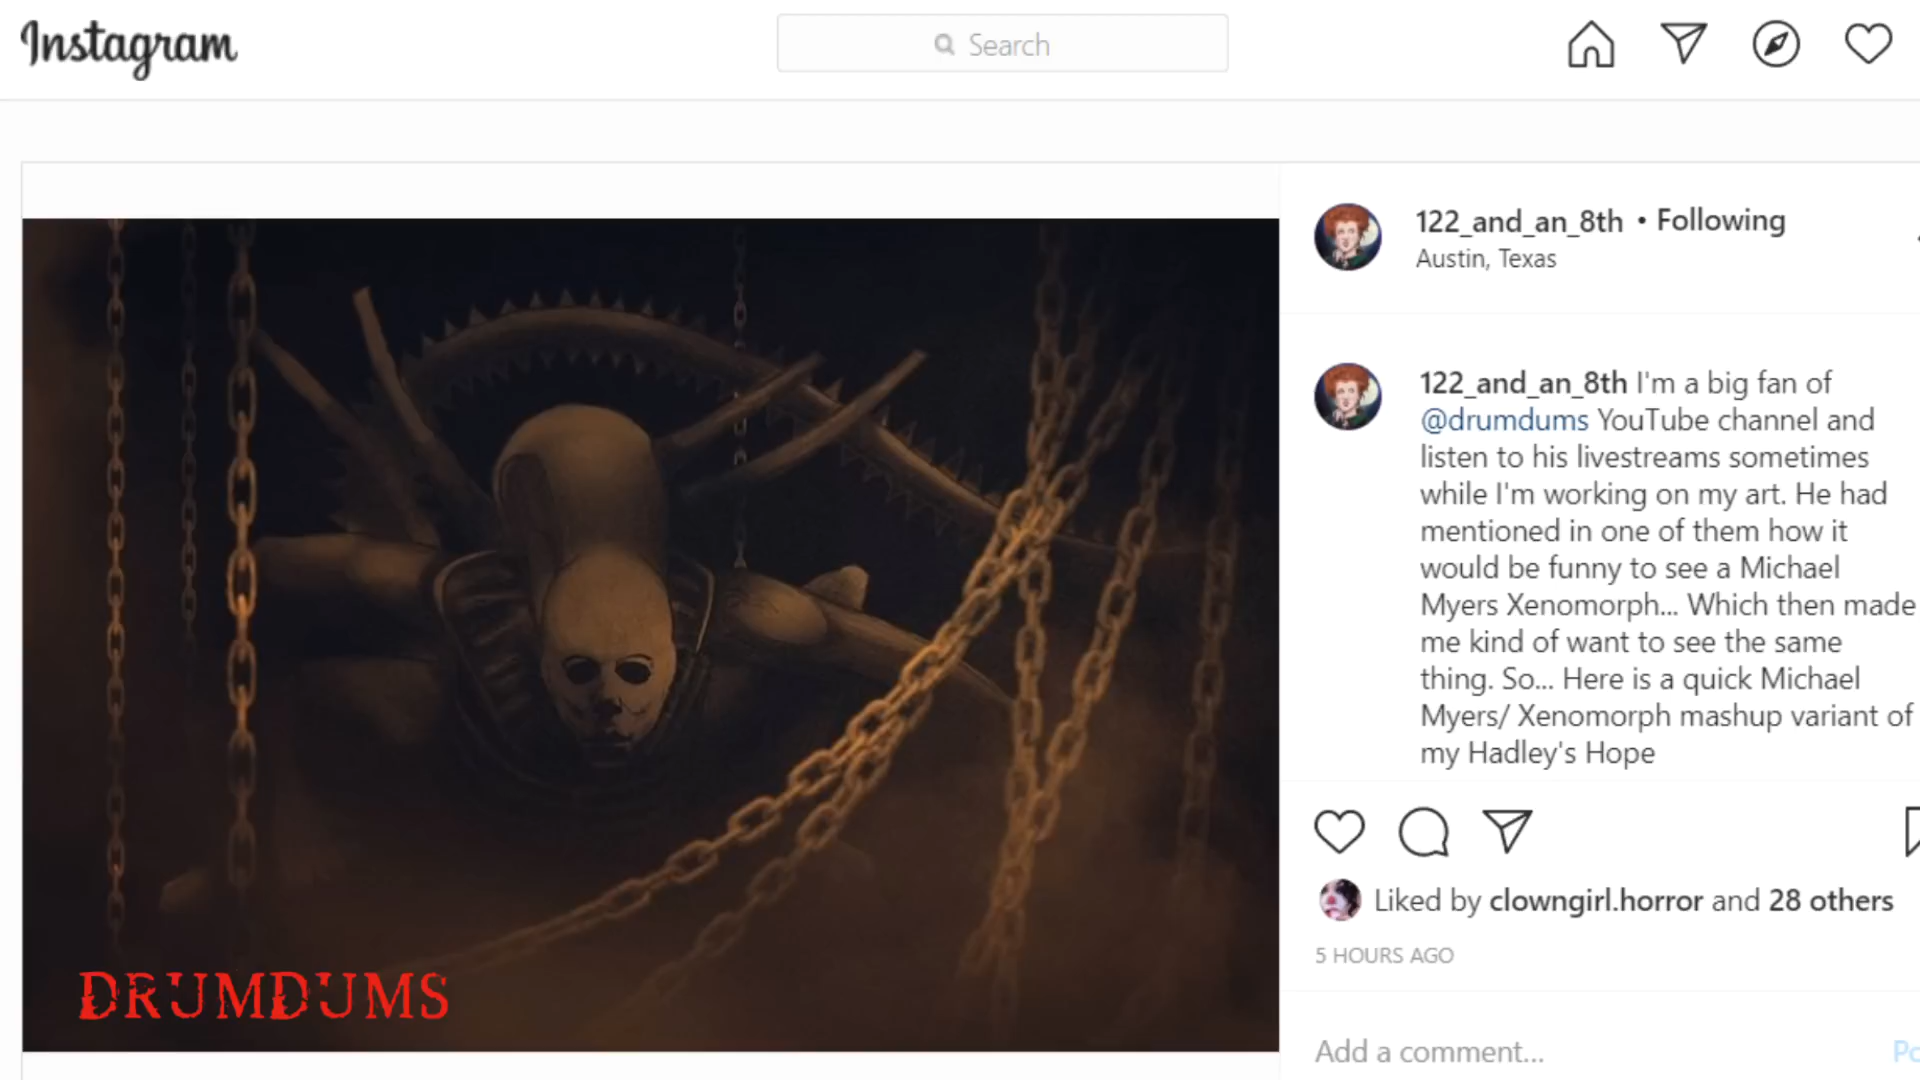 Instagram
Search
122_and_an_8th • Following
Austin, Texas
122_and_an_8th I'm a big fan of
@drumdums YouTube channel and
listen to his livestreams sometimes
while I'm working on my art. He had
mentioned in one of them how it
would be funny to see a Michael
Myers Xenomorph... Which then made
me kind of want to see the same
thing. So... Here is a quick Michael
Myers/ Xenomorph mashup variant of
my Hadley's Hope
Liked by clowngirl.horror and 28 others
5 HOURS AGO
Add a comment...
DRUMDUMS